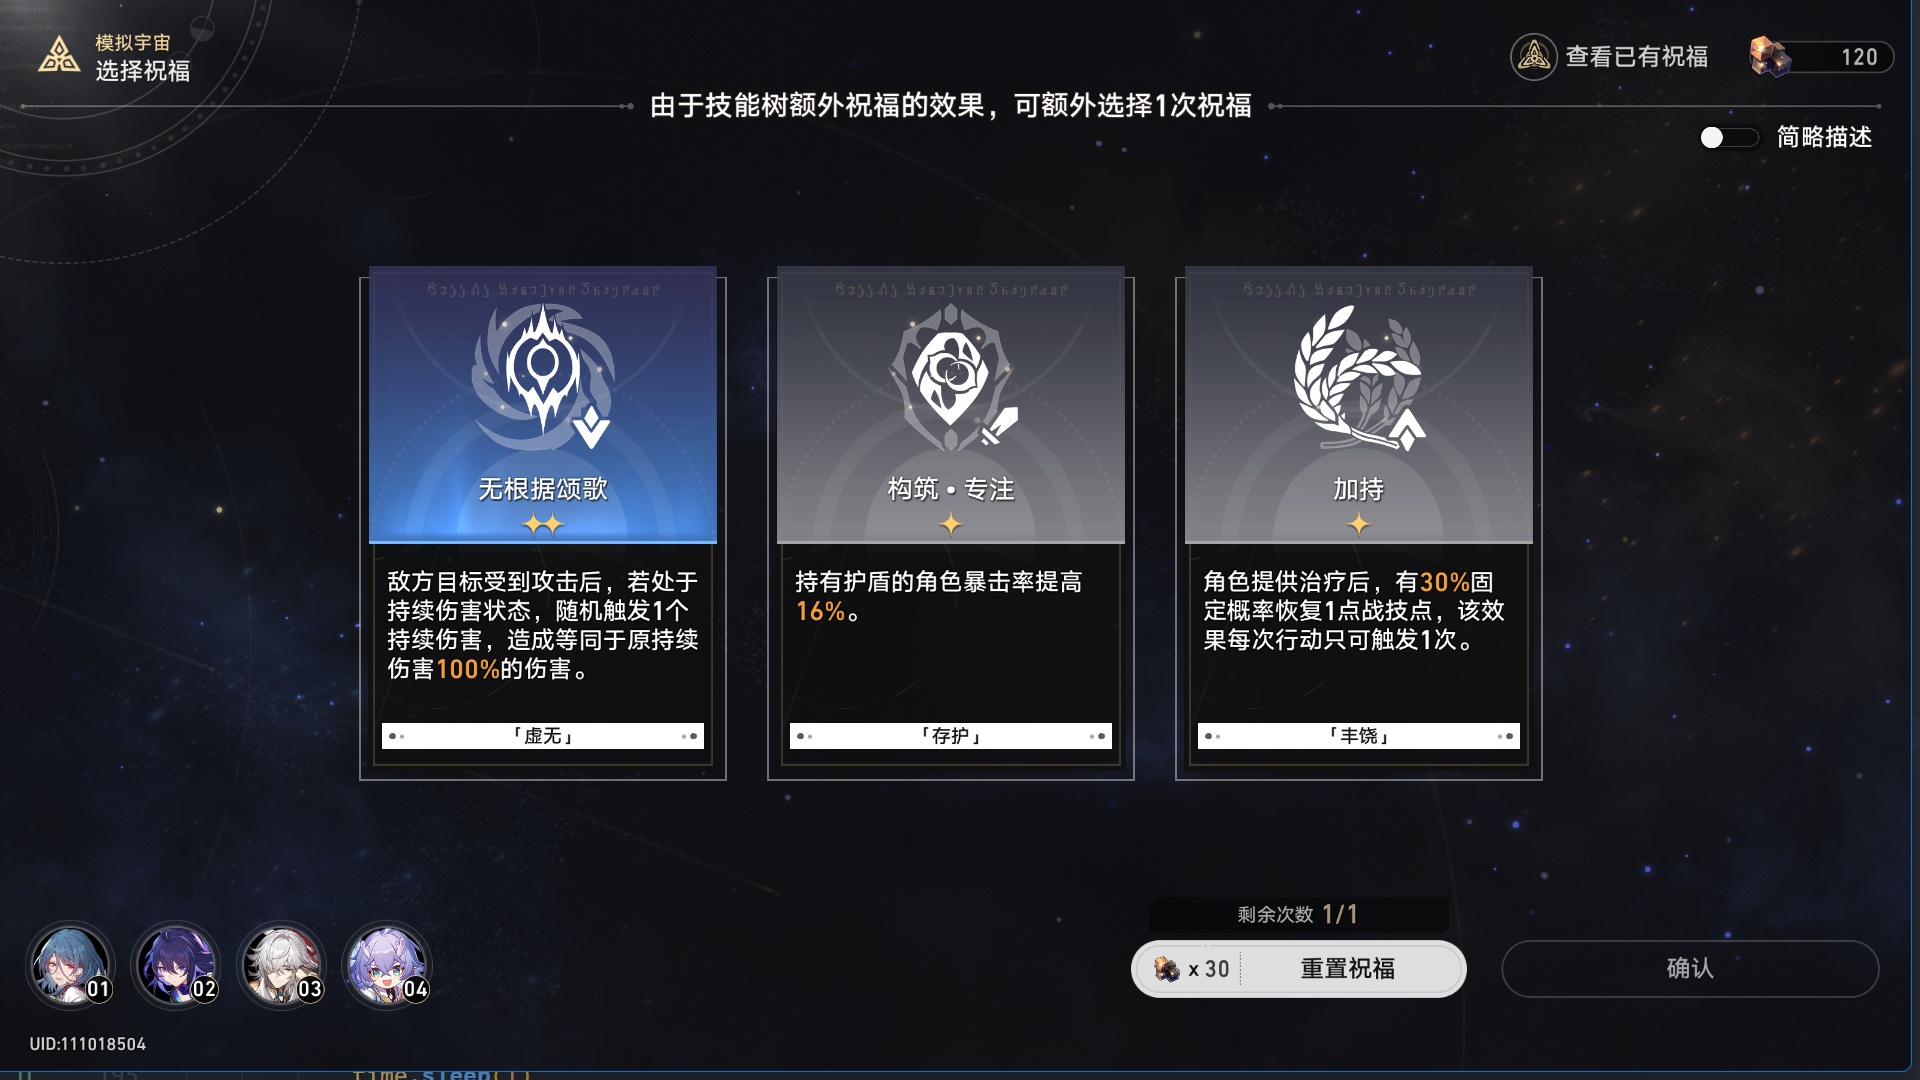 模拟宇宙
选择祝福
查看已有祝福
120
由于技能树额外祝福的效果，可额外选择1次祝福
简略描述
无根据颂歌
敌方目标受到攻击后，若处于
持续伤害状态，随机触发1个
持续伤害，造成等同于原持续
伤害100%的伤害。
「虚无」
构筑•专注
持有护盾的角色暴击率提高
16%。
「存护」
加持
角色提供治疗后，有30%固
定概率恢复1点战技点，该效
果每次行动只可触发1次。
「丰饶」
01
02
03
04
剩余次数 1/1
x 30
重置祝福
确认
UID:111018504
time.sleep(1)